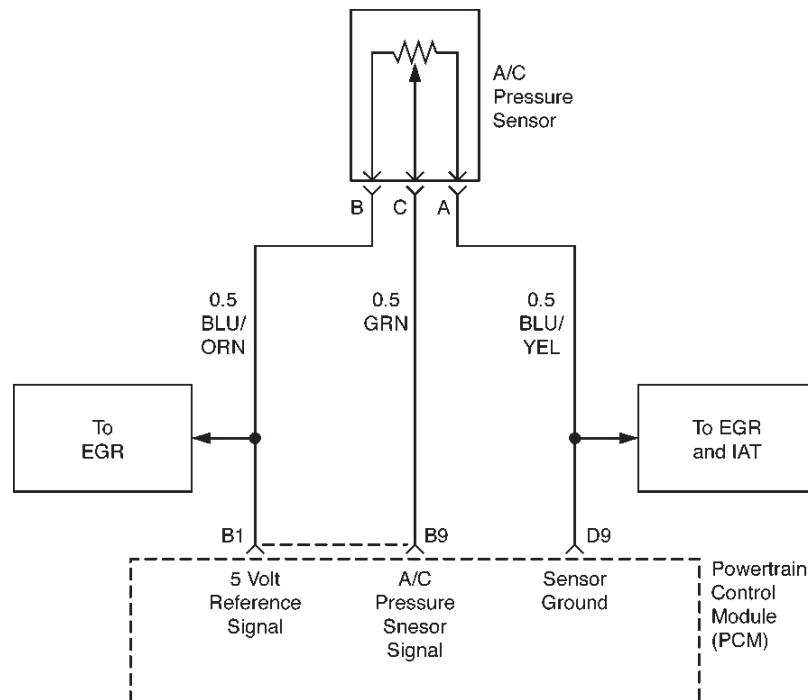 A/C
Pressure
Sensor
B
C
A
0.5
BLU/
ORN
0.5
GRN
0.5
BLU/
YEL
To
EGR
To EGR
and IAT
B1
B9
D9
5 Volt
Reference
Signal
A/C
Pressure
Snesor
Signal
Sensor
Ground
Powertrain
Control
Module
(PCM)